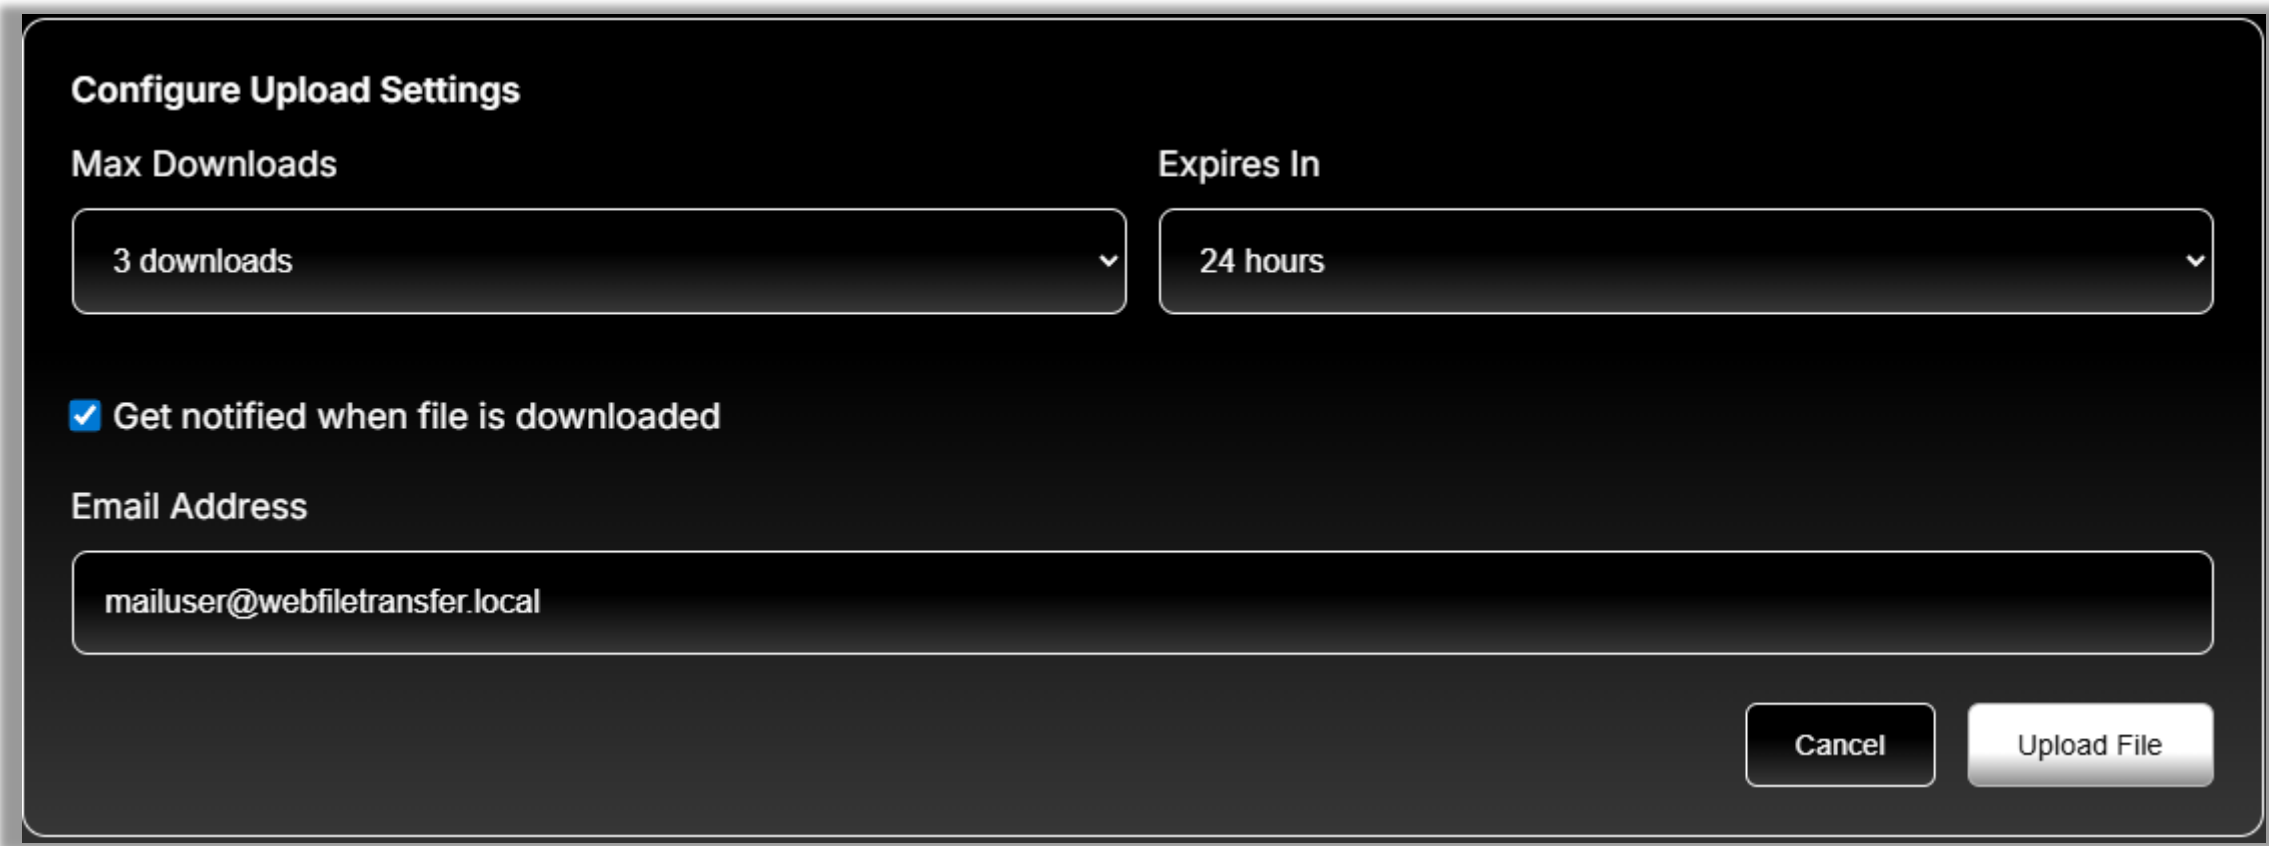 Configure Upload Settings
Max Downloads
Expires In
3 downloads
24 hours
Get notified when file is downloaded
Email Address
mailuser@webfiletransfer.local
Cancel
Upload File